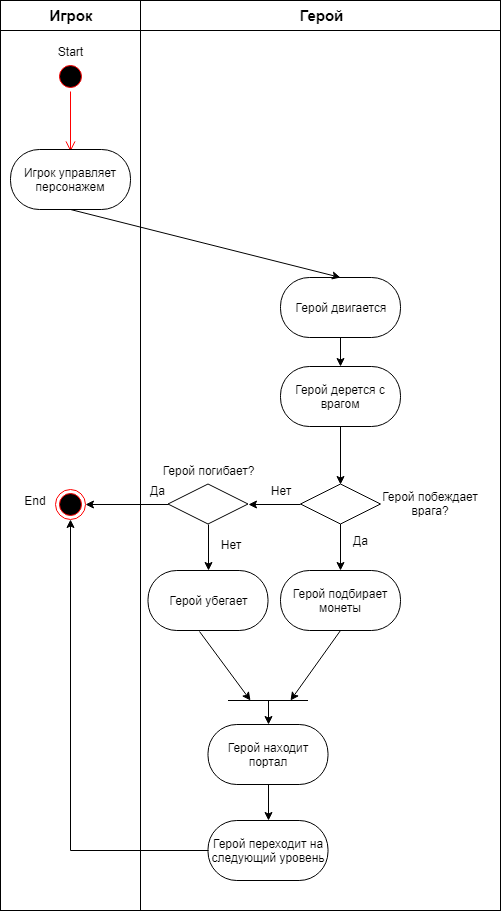 Игрок
Герой
Start
Игрок управляет
персонажем
Герой двигается
Герой дерется с
врагом
Герой погибает?
Да
Нет
Герой побеждает
врага?
End
Нет
Да
Герой убегает
Герой подбирает
монеты
Герой находит
портал
Герой переходит на
следующий уровень